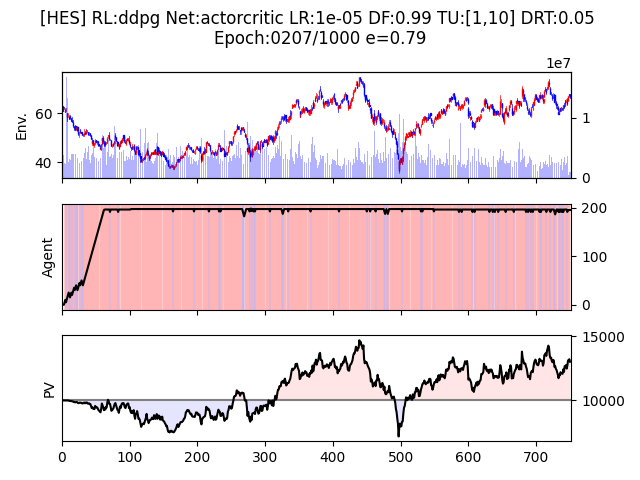 [HES] RL:ddpg Net:actorcritic LR:1e-05 DF:0.99 TU:[1,10] DRT:0.05
Epoch:0207/1000 e=0.79
1e7
Env.
60
40
1
0
Agent
200
100
0
PV
15000
10000
0 100 200 300 400 500 600 700